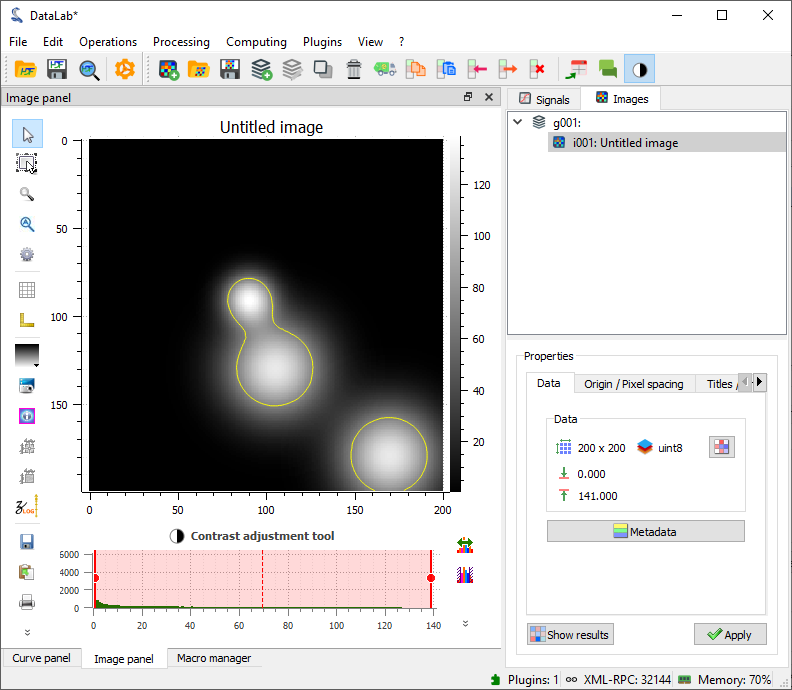 DataLab*
File Edit Operations Processing Computing Plugins View ?
Image panel
Signals Images
g001:
i001: Untitled image
Untitled image
0
50
100
150
0 50 100 150 200
120
100
80
60
40
20
Contrast adjustment tool
6000
4000
2000
0
0 20 40 60 80 100 120 140
LOG
Properties
Data Origin / Pixel spacing Titles /
Data
200 x 200 uint8
0.000
141.000
Metadata
Show results Apply
Curve panel Image panel Macro manager
Plugins: 1 XML-RPC: 32144 Memory: 70%